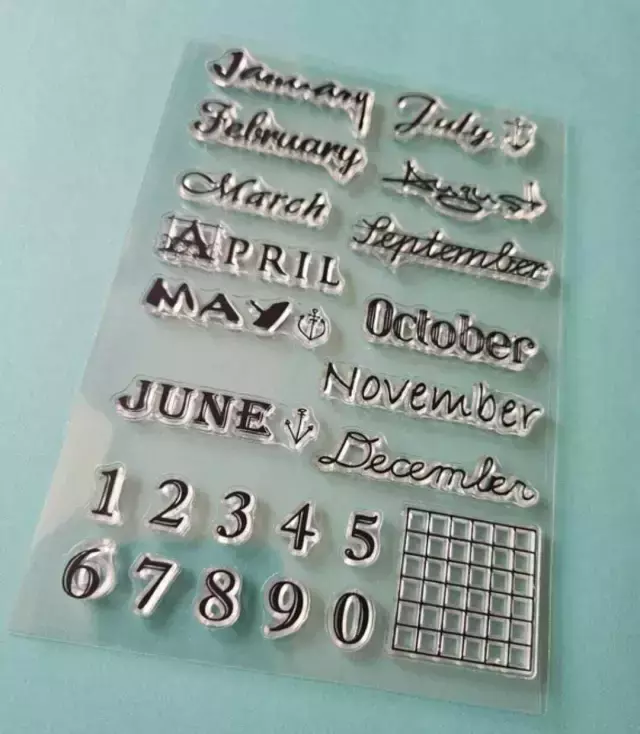 January
February
March
APRIL
MAY
JUNE
July
August
September
October
November
December
1 2 3 4 5
6 7 8 9 0